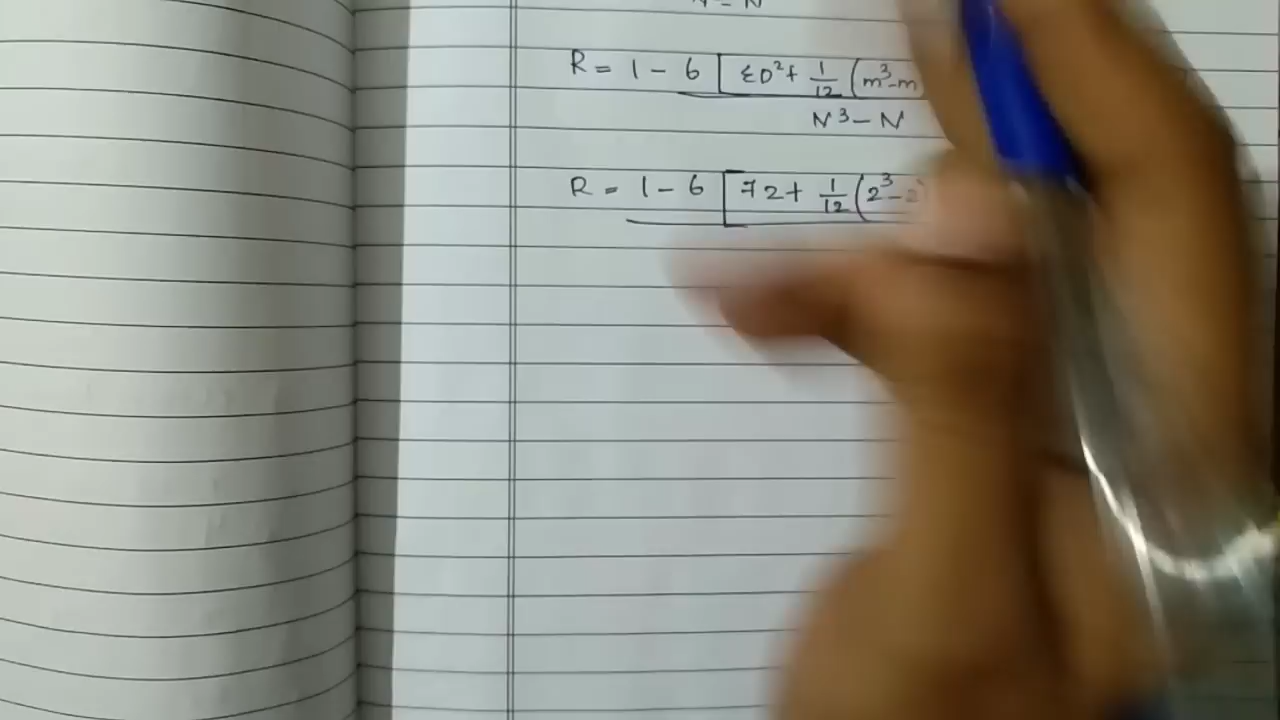 R = 1 - 6 [ΣD² + 1/12 (m³-m
N³ - N
R = 1 - 6 [72 + 1/12 (2³-2